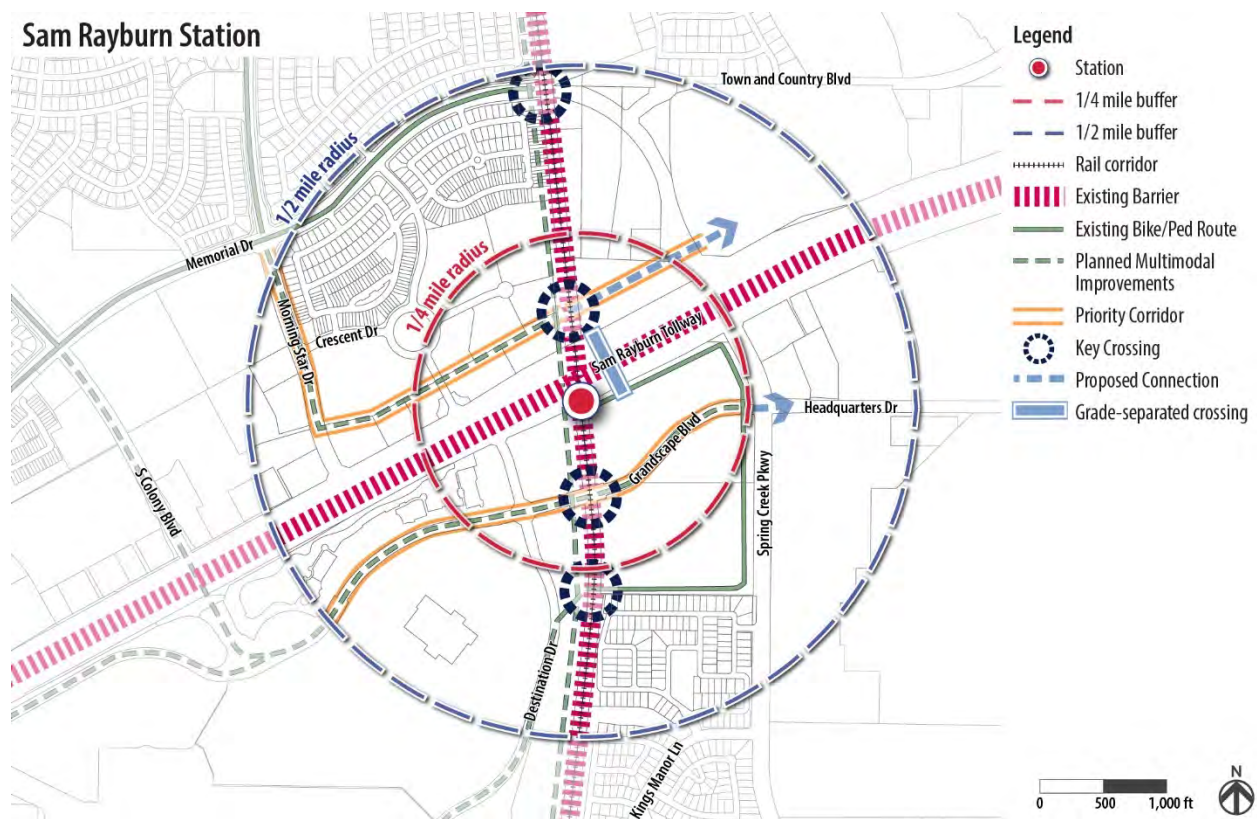 Sam Rayburn Station
Town and Country Blvd
1/2 mile radius
Memorial Dr
1/4 mile radius
Morning Star Dr
Crescent Dr
Sam Rayburn Tollway
Headquarters Dr
Grandscape Blvd
S Colony Blvd
Spring Creek Pkwy
Destination Dr
Kings Manor Ln
Legend
Station
1/4 mile buffer
1/2 mile buffer
Rail corridor
Existing Barrier
Existing Bike/Ped Route
Planned Multimodal
Improvements
Priority Corridor
Key Crossing
Proposed Connection
Grade-separated crossing
0 500 1,000 ft
N